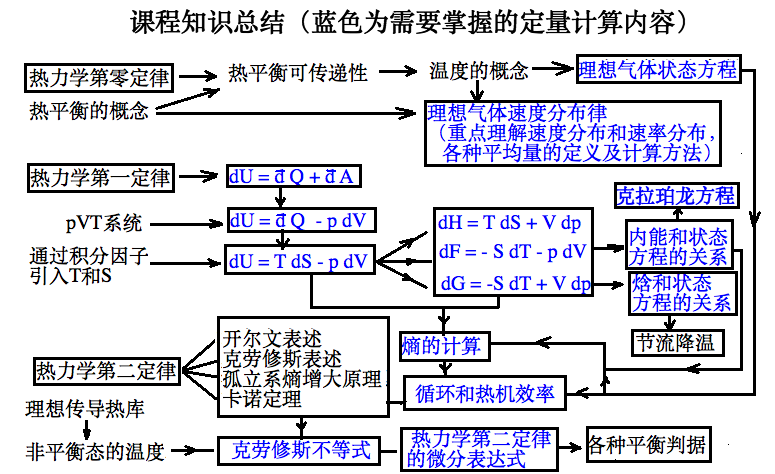 课程知识总结（蓝色为需要掌握的定量计算内容）
热力学第零定律
热平衡可传递性
温度的概念
理想气体状态方程
热平衡的概念
理想气体速度分布律
（重点理解速度分布和速率分布，
各种平均量的定义及计算方法）
热力学第一定律
dU = đ Q + đ A
克拉珀龙方程
pVT系统
dU = đ Q - p dV
dH = T dS + V dp
dF = - S dT - p dV
dG = -S dT + V dp
内能和状态
方程的关系
通过积分因子
引入T和S
dU = T dS - p dV
焓和状态
方程的关系
节流降温
热力学第二定律
开尔文表述
克劳修斯表述
孤立系熵增大原理
卡诺定理
熵的计算
循环和热机效率
理想传导热库
非平衡态的温度
克劳修斯不等式
热力学第二定律
的微分表达式
各种平衡判据